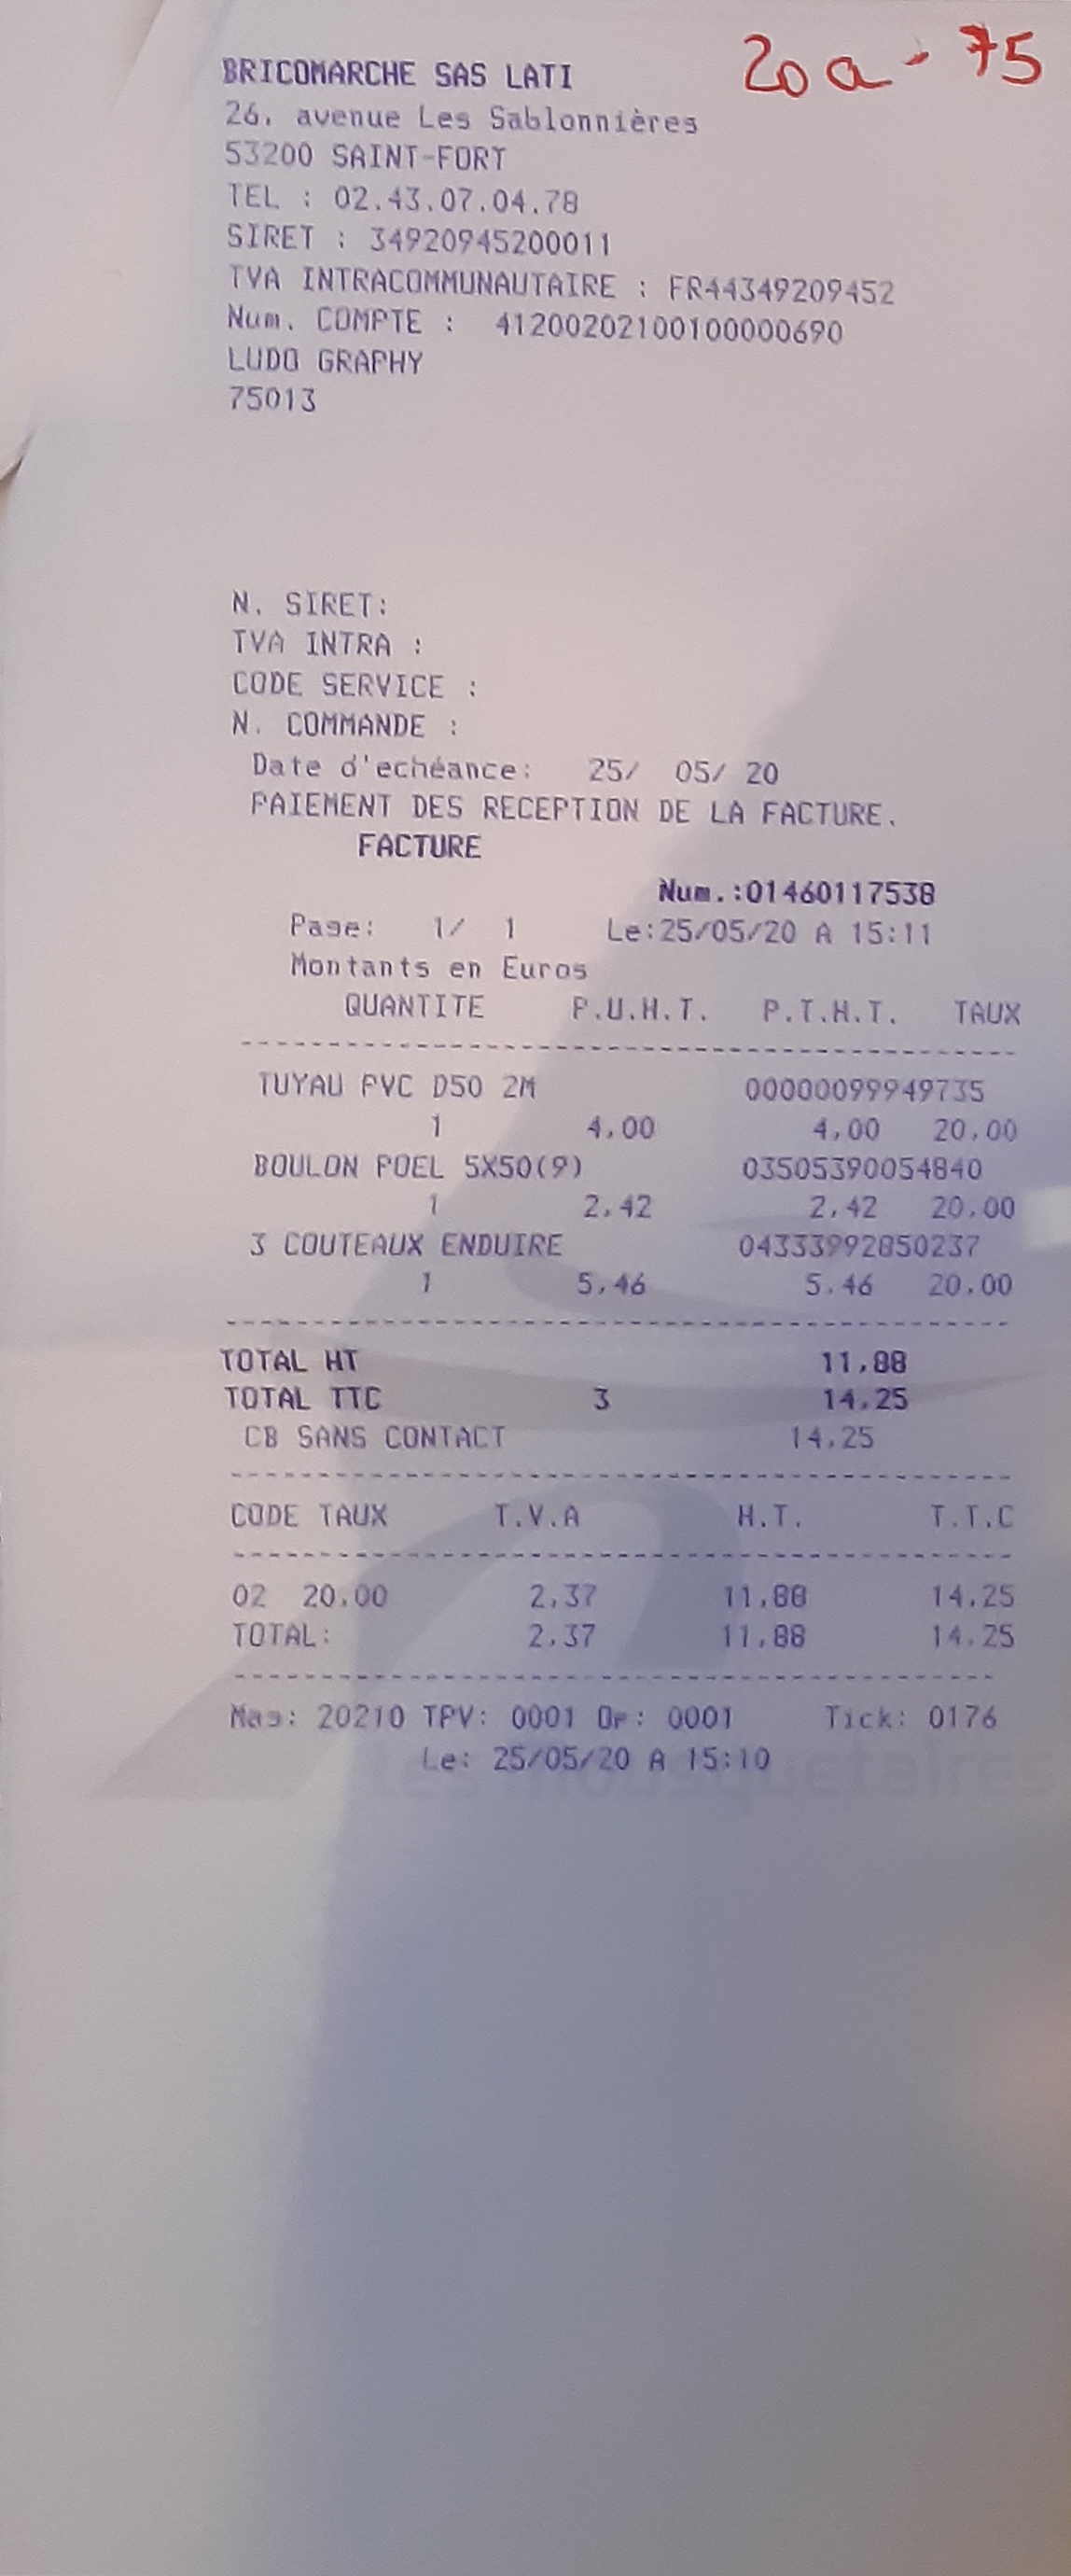 20a-75
BRICOMARCHE SAS LATI
26, avenue Les Sablonnières
53200 SAINT-FORT
TEL : 02.43.07.04.78
SIRET : 34920945200011
TVA INTRACOMMUNAUTAIRE : FR44349209452
Num. COMPTE : 41200202100100000690
LUDO GRAPHY
75013
N. SIRET:
TVA INTRA :
CODE SERVICE :
N. COMMANDE :
Date d'echéance: 25/ 05/ 20
PAIEMENT DES RECEPTION DE LA FACTURE.
FACTURE
Num.:01460117538
Page: 1/ 1 Le:25/05/20 A 15:11
Montants en Euros
QUANTITE P.U.H.T. P.T.H.T. TAUX
TUYAU PVC D50 2M 00000099949735
1 4,00 4,00 20.00
BOULON POEL 5X50(9) 03505390054840
1 2,42 2,42 20.00
3 COUTEAUX ENDUIRE 04333992850237
1 5,46 5.46 20.00
TOTAL HT 11,88
TOTAL TTC 3 14.25
CB SANS CONTACT 14.25
CODE TAUX T.V.A H.T. T.T.C
02 20.00 2,37 11,88 14.25
TOTAL: 2.37 11,88 14.25
Mag: 20210 TPV: 0001 Op: 0001 Tick: 0176
Le: 25/05/20 A 15:10
Les Mousquetaires